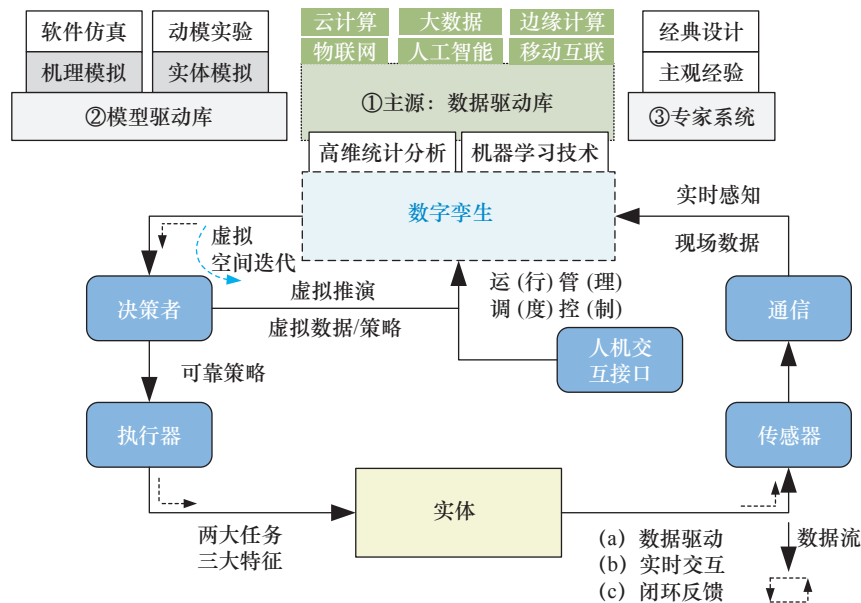 软件仿真
动模实验
云计算
大数据
边缘计算
经典设计
机理模拟
实体模拟
物联网
人工智能
移动互联
主观经验
②模型驱动库
①主源：数据驱动库
③专家系统
高维统计分析
机器学习技术
数字孪生
实时感知
现场数据
虚拟
空间迭代
决策者
虚拟推演
虚拟数据/策略
运 (行) 管 (理)
调 (度) 控 (制)
通信
人机交
互接口
可靠策略
执行器
传感器
实体
两大任务
三大特征
(a) 数据驱动
(b) 实时交互
(c) 闭环反馈
数据流